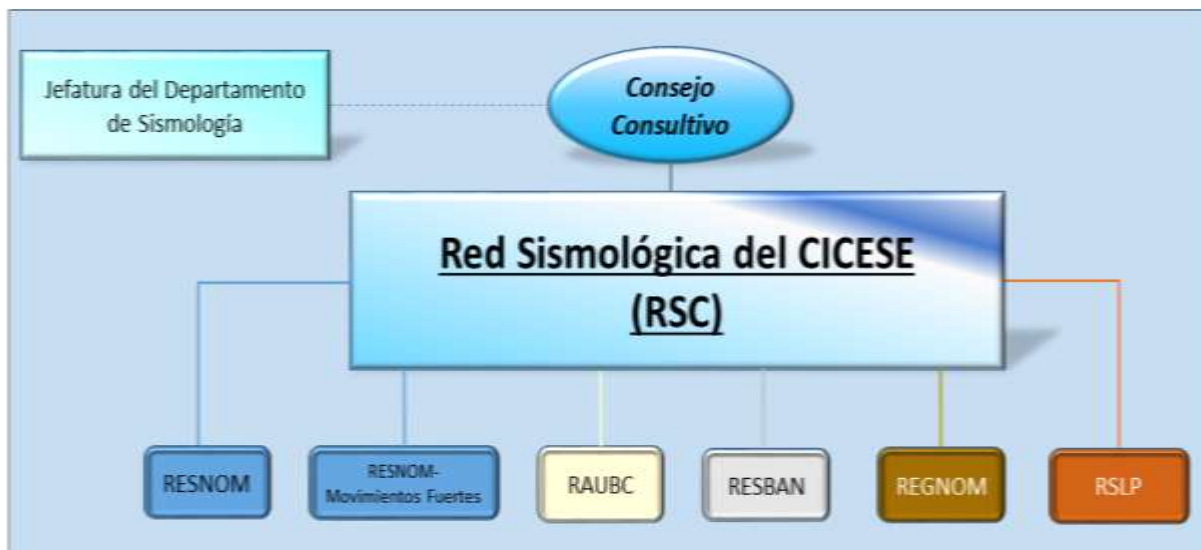 Jefatura del Departamento
de Sismología
Consejo
Consultivo
Red Sismológica del CICESE
(RSC)
RESNOM
RESNOM-
Movimientos Fuertes
RAUBC
RESBAN
REGNOM
RSLP